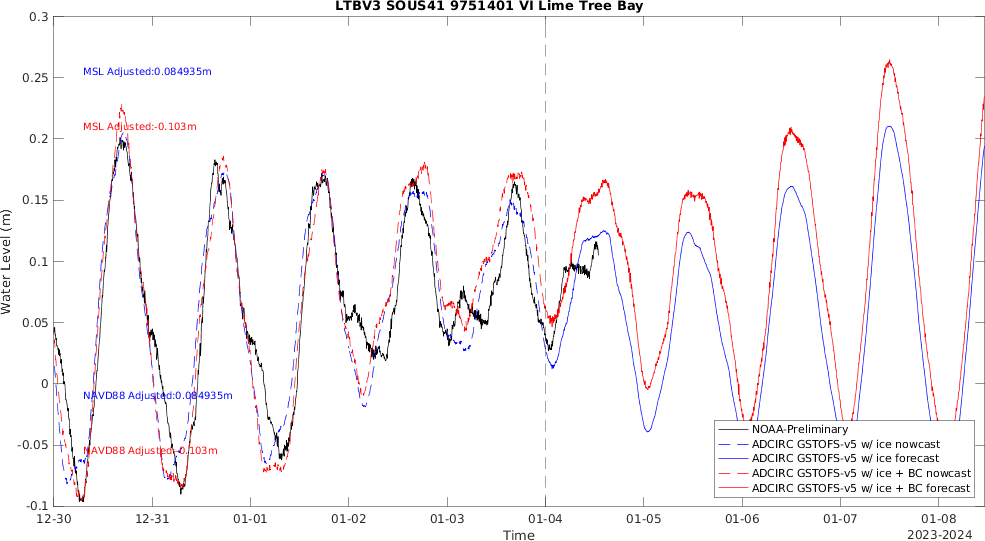 LTBV3 SOUS41 9751401 VI Lime Tree Bay
0.3
0.25
0.2
0.15
0.1
0.05
0
-0.05
-0.1
Water Level (m)
MSL Adjusted:0.084935m
MSL Adjusted:-0.103m
NAVD88 Adjusted:0.084935m
NAVD88 Adjusted:-0.103m
NOAA-Preliminary
ADCIRC GSTOFS-v5 w/ ice nowcast
ADCIRC GSTOFS-v5 w/ ice forecast
ADCIRC GSTOFS-v5 w/ ice + BC nowcast
ADCIRC GSTOFS-v5 w/ ice + BC forecast
12-30 12-31 01-01 01-02 01-03 01-04 01-05 01-06 01-07 01-08
Time
2023-2024